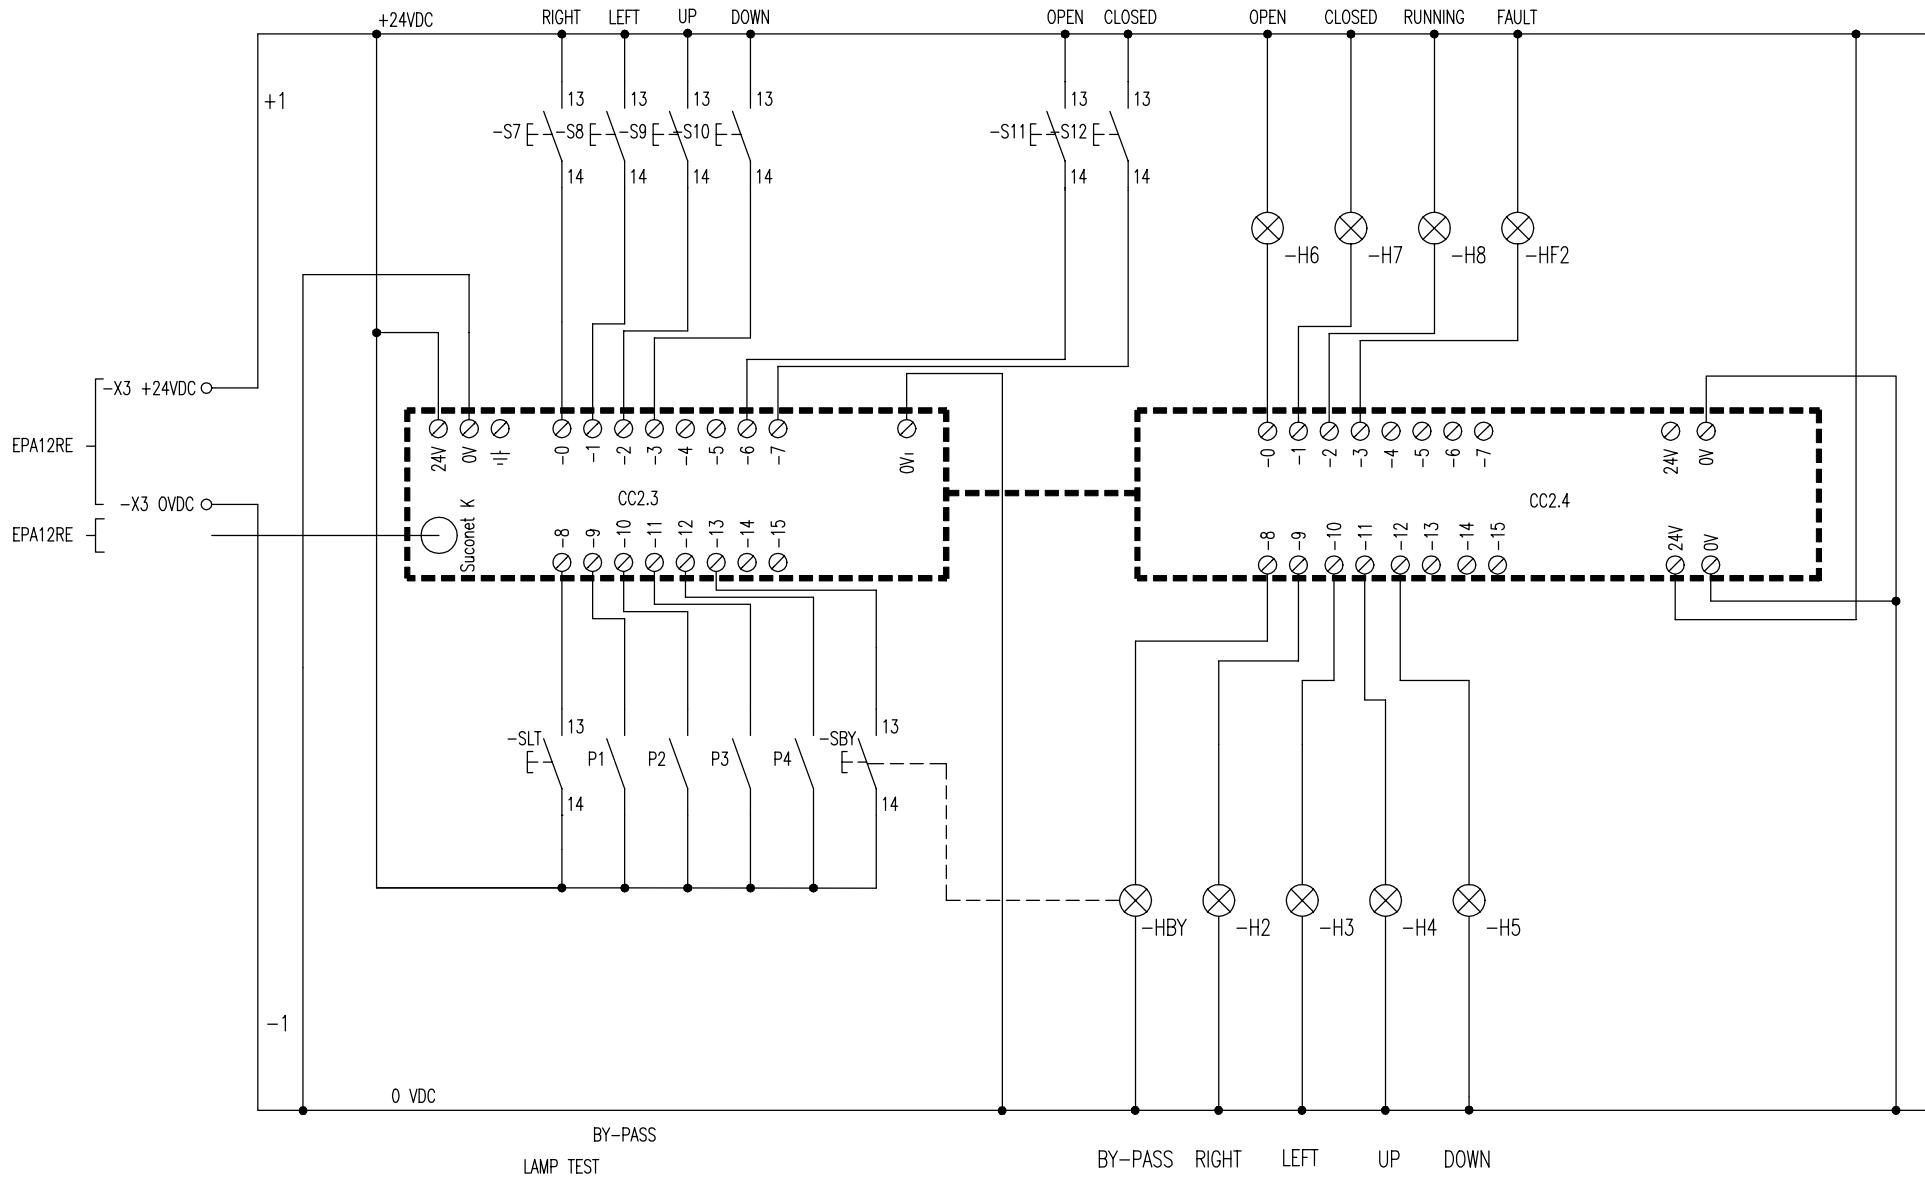 +24VDC RIGHT LEFT UP DOWN OPEN CLOSED OPEN CLOSED RUNNING FAULT
+1 13 13 13 13 13 13
-S7 -S8 -S9 -S10 -S11 -S12
14 14 14 14 14 14
-H6 -H7 -H8 -HF2
-X3 +24VDC
EPA12RE
-X3 0VDC
EPA12RE
24V 0V -0 -1 -2 -3 -4 -5 -6 -7 0V
CC2.3
Suconet K
-8 -9 -10 -11 -12 -13 -14 -15
-0 -1 -2 -3 -4 -5 -6 -7 24V 0V
CC2.4
-8 -9 -10 -11 -12 -13 -14 -15 24V 0V
13 13
-SLT P1 P2 P3 P4 -SBY
14 14
-HBY -H2 -H3 -H4 -H5
-1
0 VDC
BY-PASS
LAMP TEST
BY-PASS RIGHT LEFT UP DOWN